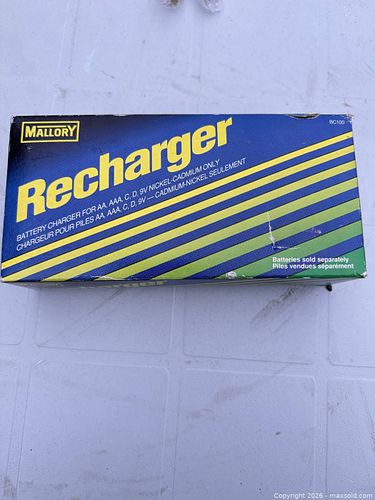 MALLORY
BC100
Recharger
BATTERY CHARGER FOR AA, AAA, C, D, 9V NICKEL-CADMIUM ONLY
CHARGEUR POUR PILES AA, AAA, C, D, 9V — CADMIUM-NICKEL SEULEMENT
Batteries sold separately
Piles vendues séparément
Copyright 2026 - maxsold.com